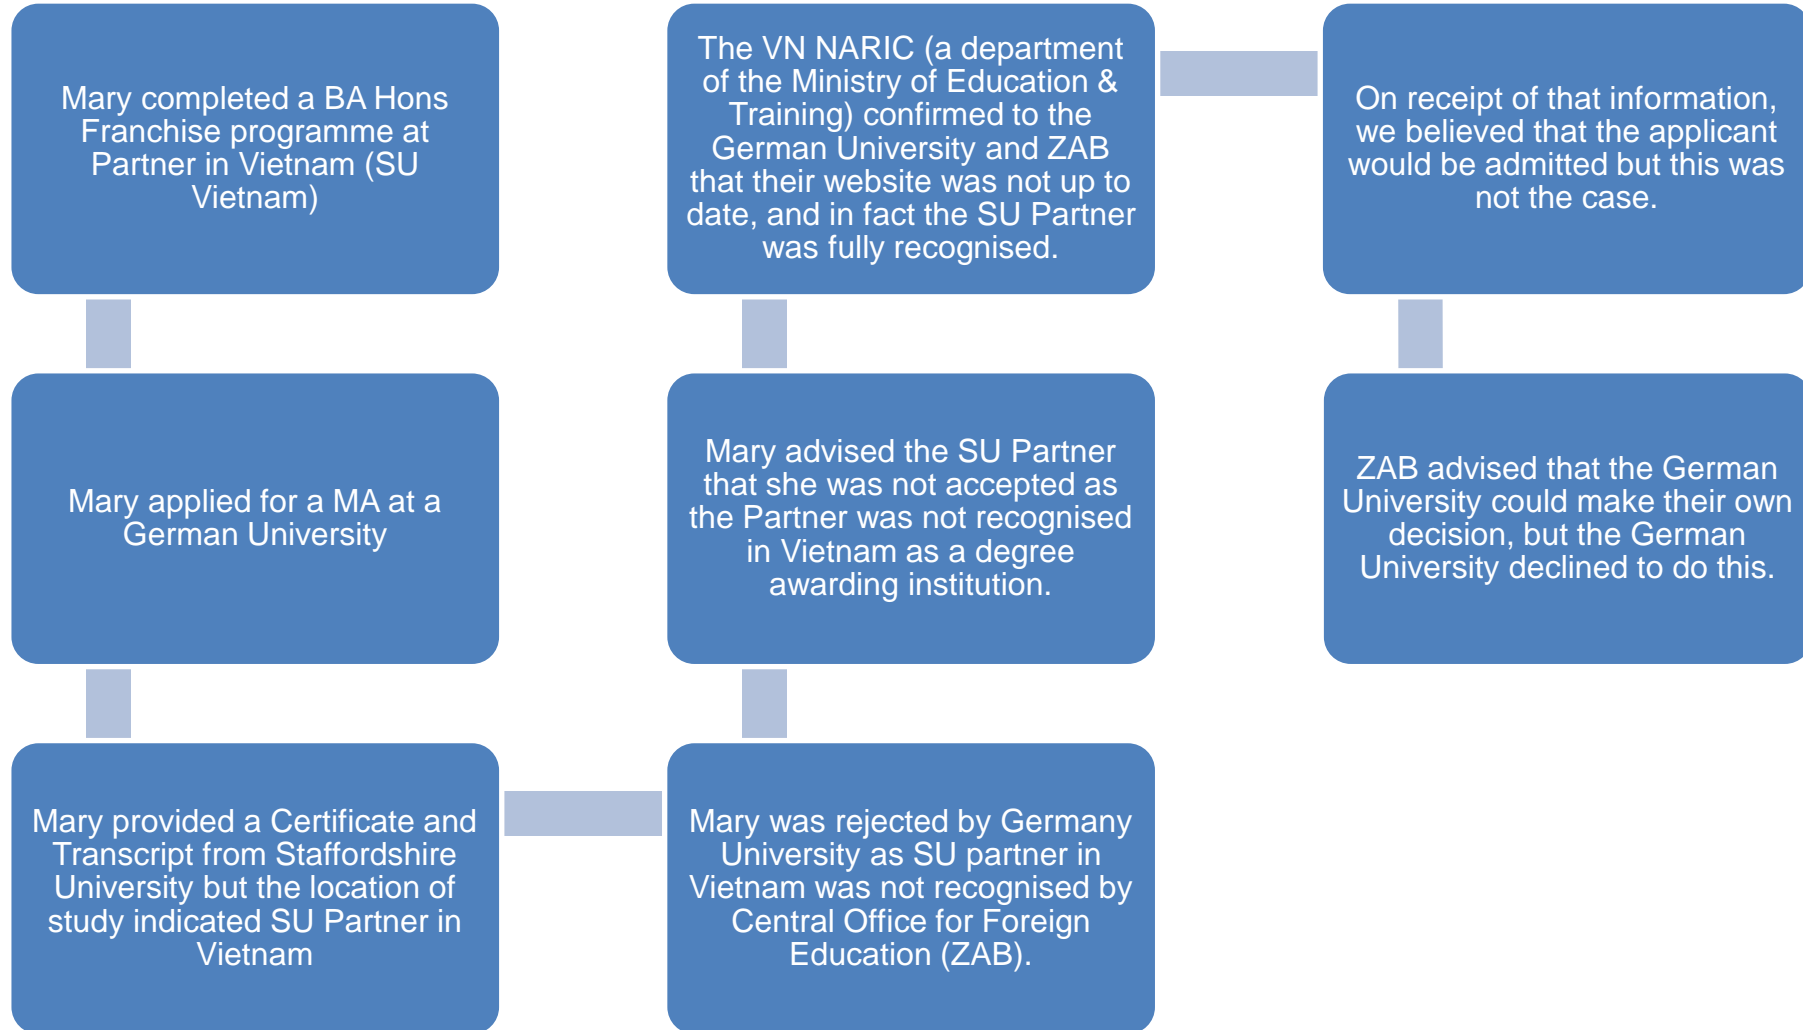 Mary completed a BA Hons
Franchise programme at
Partner in Vietnam (SU
Vietnam)
Mary applied for a MA at a
German University
Mary provided a Certificate and
Transcript from Staffordshire
University but the location of
study indicated SU Partner in
Vietnam
Mary was rejected by Germany
University as SU partner in
Vietnam was not recognised by
Central Office for Foreign
Education (ZAB).
Mary advised the SU Partner
that she was not accepted as
the Partner was not recognised
in Vietnam as a degree
awarding institution.
The VN NARIC (a department
of the Ministry of Education &
Training) confirmed to the
German University and ZAB
that their website was not up to
date, and in fact the SU Partner
was fully recognised.
On receipt of that information,
we believed that the applicant
would be admitted but this was
not the case.
ZAB advised that the German
University could make their own
decision, but the German
University declined to do this.